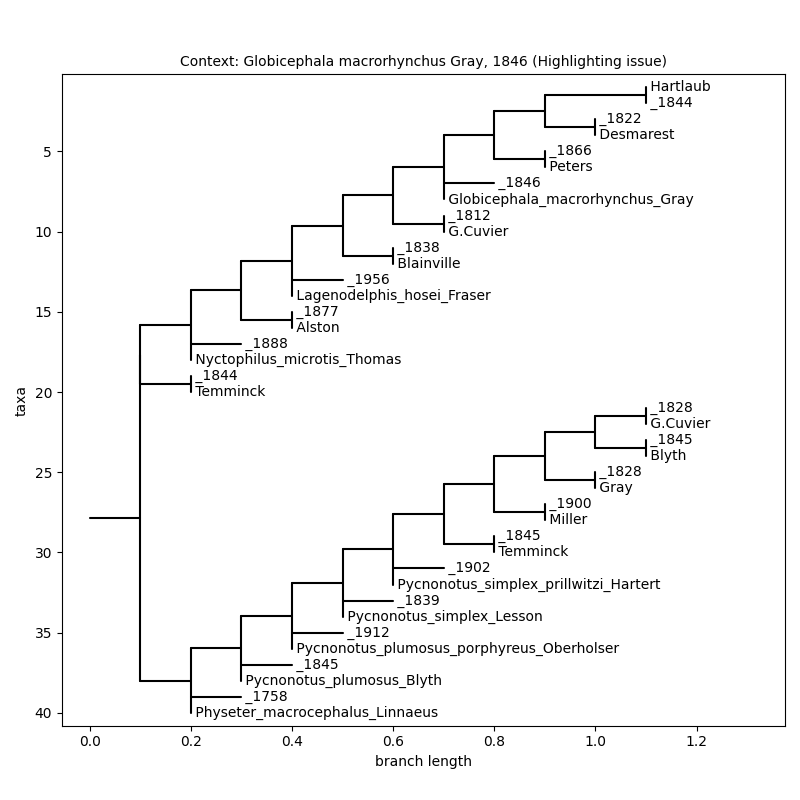 Context: Globicephala macrorhynchus Gray, 1846 (Highlighting issue)
Hartlaub
_1844
_1822
Desmarest
_1866
Peters
_1846
Globicephala_macrorhynchus_Gray
_1812
G.Cuvier
_1838
Blainville
_1956
Lagenodelphis_hosei_Fraser
_1877
Alston
_1888
Nyctophilus_microtis_Thomas
_1844
Temminck
_1828
G.Cuvier
_1845
Blyth
_1828
Gray
_1900
Miller
_1845
Temminck
_1902
Pycnonotus_simplex_prillwitzi_Hartert
_1839
Pycnonotus_simplex_Lesson
_1912
Pycnonotus_plumosus_porphyreus_Oberholser
_1845
Pycnonotus_plumosus_Blyth
_1758
Physeter_macrocephalus_Linnaeus
5
10
15
20
25
30
35
40
taxa
0.0 0.2 0.4 0.6 0.8 1.0 1.2
branch length